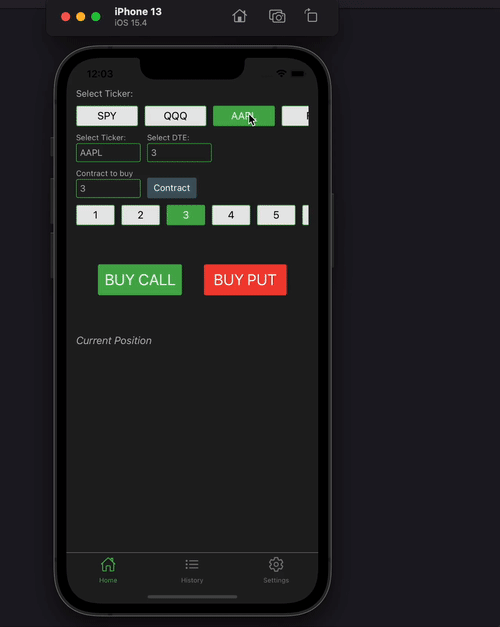 iPhone 13
iOS 15.4
12:03
Select Ticker:
SPY QQQ AAPL
Select Ticker: Select DTE:
AAPL 3
Contract to buy
3 Contract
1 2 3 4 5
BUY CALL BUY PUT
Current Position
Home History Settings